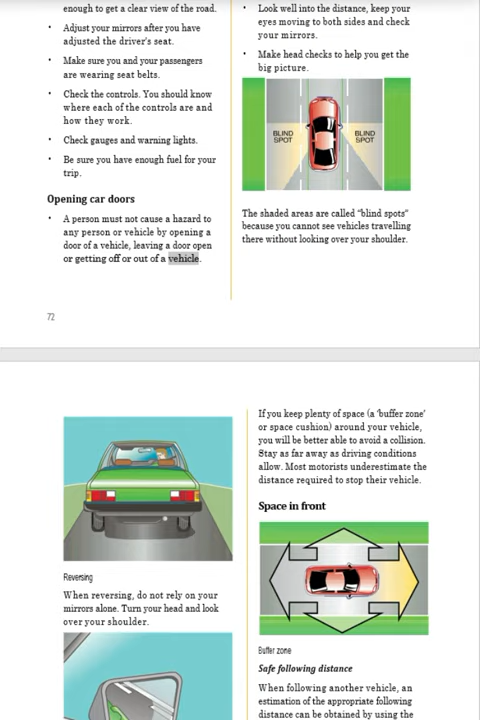 enough to get a clear view of the road.
• Adjust your mirrors after you have
adjusted the driver's seat.
• Make sure you and your passengers
are wearing seat belts.
• Check the controls. You should know
where each of the controls are and
how they work.
• Check gauges and warning lights.
• Be sure you have enough fuel for your
trip.
Opening car doors
• A person must not cause a hazard to
any person or vehicle by opening a
door of a vehicle, leaving a door open
or getting off or out of a vehicle.
• Look well into the distance, keep your
eyes moving to both sides and check
your mirrors.
• Make head checks to help you get the
big picture.
BLIND
SPOT
BLIND
SPOT
The shaded areas are called "blind spots"
because you cannot see vehicles travelling
there without looking over your shoulder.
72
Reversing
When reversing, do not rely on your
mirrors alone. Turn your head and look
over your shoulder.
If you keep plenty of space (a 'buffer zone'
or space cushion) around your vehicle,
you will be better able to avoid a collision.
Stay as far away as driving conditions
allow. Most motorists underestimate the
distance required to stop their vehicle.
Space in front
Buffer zone
Safe following distance
When following another vehicle, an
estimation of the appropriate following
distance can be obtained by using the